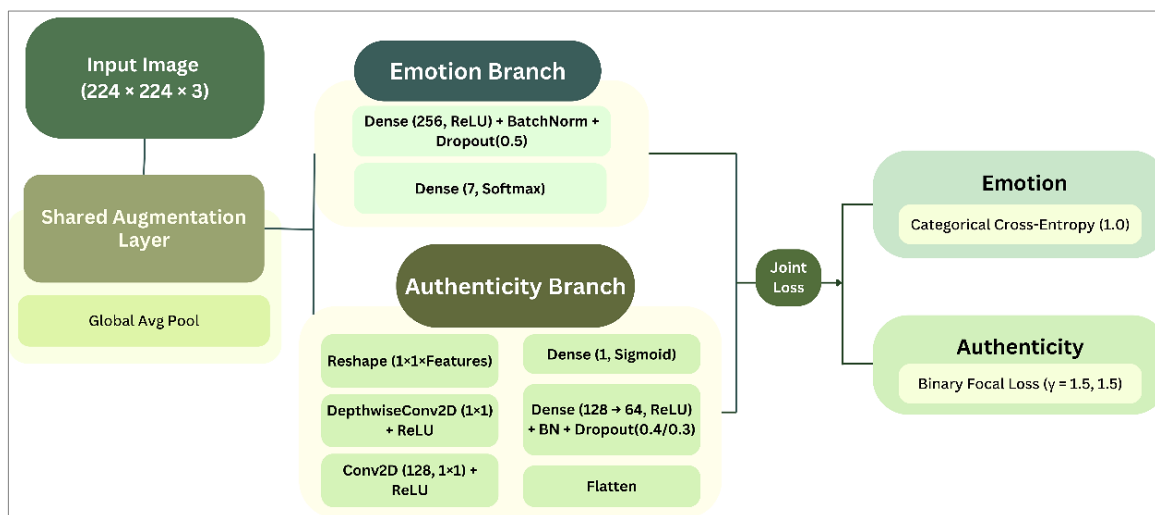 Input Image
(224 × 224 × 3)
Shared Augmentation
Layer
Global Avg Pool
Emotion Branch
Dense (256, ReLU) + BatchNorm +
Dropout(0.5)
Dense (7, Softmax)
Authenticity Branch
Reshape (1×1×Features)
DepthwiseConv2D (1×1)
+ ReLU
Conv2D (128, 1×1) +
ReLU
Dense (1, Sigmoid)
Dense (128 → 64, ReLU)
+ BN + Dropout(0.4/0.3)
Flatten
Joint
Loss
Emotion
Categorical Cross-Entropy (1.0)
Authenticity
Binary Focal Loss (γ = 1.5, 1.5)